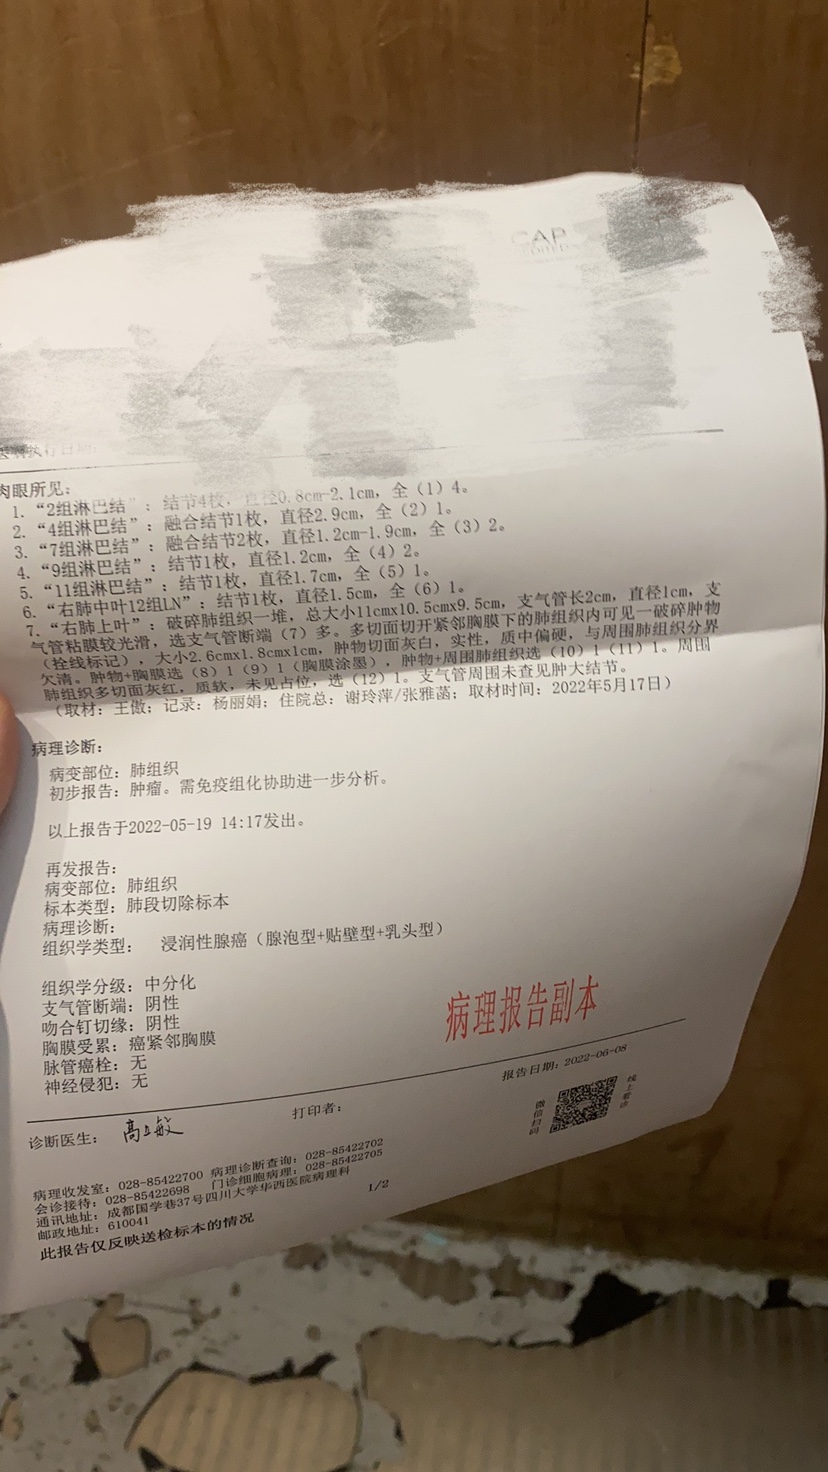 CAP
肉眼所见:
1. “2组淋巴结”: 结节4枚, 直径0.8cm-2.1cm, 全（1）4。
2. “4组淋巴结”: 融合结节1枚, 直径2.9cm, 全（2）1。
3. “7组淋巴结”: 融合结节2枚, 直径1.2cm-1.9cm, 全（3）2。
4. “9组淋巴结”: 结节1枚, 直径1.2cm, 全（4）2。
5. “11组淋巴结”: 结节1枚, 直径1.7cm, 全（5）1。
6. “右肺中叶12组LN”: 结节1枚, 直径1.5cm, 全（6）1。
7. “右肺上叶”: 破碎肺组织一堆, 总大小11cmx10.5cmx9.5cm, 支气管长2cm, 直径1cm, 支
气管粘膜较光滑, 选支气管断端（7）多。多切面切开紧邻胸膜下的肺组织内可见一破碎肿物
（拴线标记）, 大小2.6cmx1.8cmx1cm, 肿物切面灰白, 实性, 质中偏硬, 与周围肺组织分界
欠清。肿物+胸膜选（8）1（9）1（胸膜涂墨）, 肿物+周围肺组织选（10）1（11）1。周围
肺组织多切面灰红, 质软, 未见占位, 选（12）1。支气管周围未查见肿大结节。
（取材: 王傲; 记录: 杨丽娟; 住院总: 谢玲萍/张雅菡; 取材时间: 2022年5月17日）
病理诊断:
病变部位: 肺组织
初步报告: 肿瘤。需免疫组化协助进一步分析。
以上报告于2022-05-19 14:17发出。
再发报告:
病变部位: 肺组织
标本类型: 肺段切除标本
病理诊断:
组织学类型: 浸润性腺癌（腺泡型+贴壁型+乳头型）
组织学分级: 中分化
支气管断端: 阴性
吻合钉切缘: 阴性
胸膜受累: 癌紧邻胸膜
脉管癌栓: 无
神经侵犯: 无
病理报告副本
报告日期: 2022-06-08
诊断医生:
打印者:
微信扫码
线上看诊
病理收发室: 028-85422700 病理诊断查询: 028-85422702
会诊接待: 028-85422698 门诊细胞病理: 028-85422705
通讯地址: 成都国学巷37号四川大学华西医院病理科
邮政地址: 610041
1/2
此报告仅反映送检标本的情况